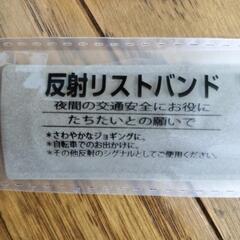 反射リストバンド
夜間の交通安全にお役に
たちたいとの願いで
*さわやかなジョギングに。
*自転車でのお出かけに。
*その他反射のシグナルとしてご使用ください。